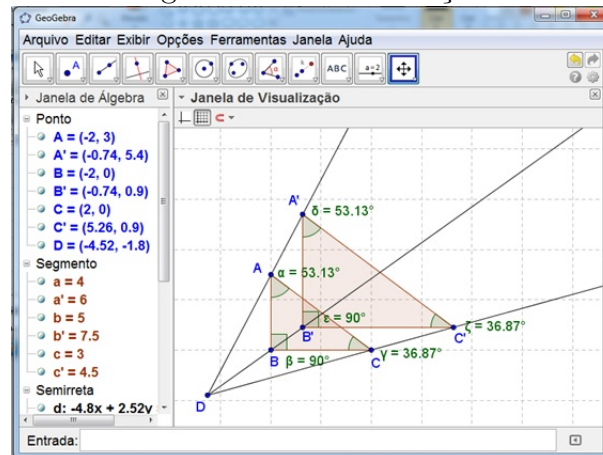 GeoGebra
Arquivo Editar Exibir Opções Ferramentas Janela Ajuda
A
ABC
a=2
Janela de Álgebra
Janela de Visualização
Ponto
A = (-2, 3)
A' = (-0.74, 5.4)
B = (-2, 0)
B' = (-0.74, 0.9)
C = (2, 0)
C' = (5.26, 0.9)
D = (-4.52, -1.8)
Segmento
a = 4
a' = 6
b = 5
b' = 7.5
c = 3
c' = 4.5
Semirreta
d: -4.8x + 2.52y
A'
δ = 53.13°
A
α = 53.13°
ε = 90°
B'
ζ = 36.87°
C'
B
β = 90°
C
γ = 36.87°
D
Entrada: